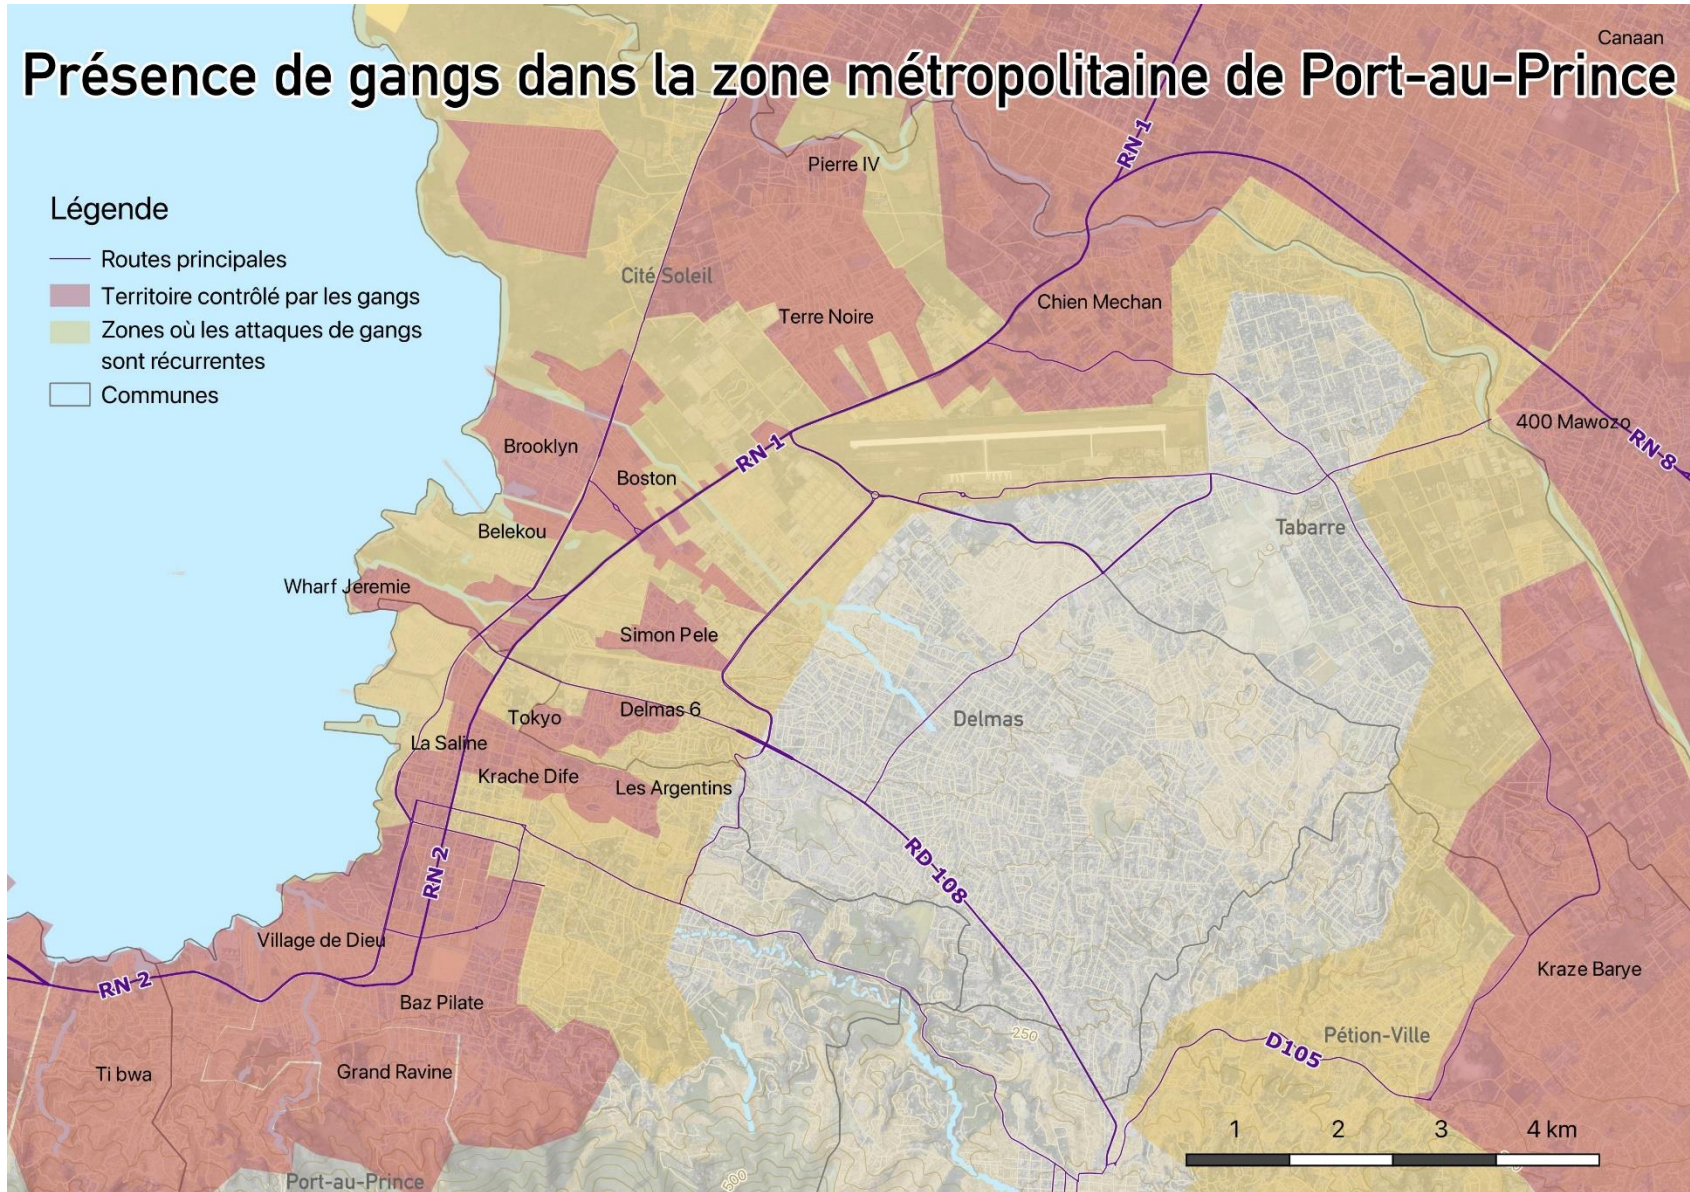 Canaan
Présence de gangs dans la zone métropolitaine de Port-au-Prince
RN-1
Pierre IV
Légende
Routes principales
Territoire contrôlé par les gangs
Zones où les attaques de gangs
sont récurrentes
Communes
Cité Soleil
Terre Noire
Chien Mechan
400 Mawozo
RN-8
Brooklyn
RN-1
Boston
Belekou
Tabarre
Wharf Jeremie
Simon Pele
Delmas 6
Tokyo
Delmas
La Saline
Krache Dife
Les Argentins
RN-2
RD-108
Village de Dieu
Kraze Barye
RN-2
Baz Pilate
250
Pétion-Ville
D105
Ti bwa
Grand Ravine
1 2 3 4 km
Port-au-Prince
500